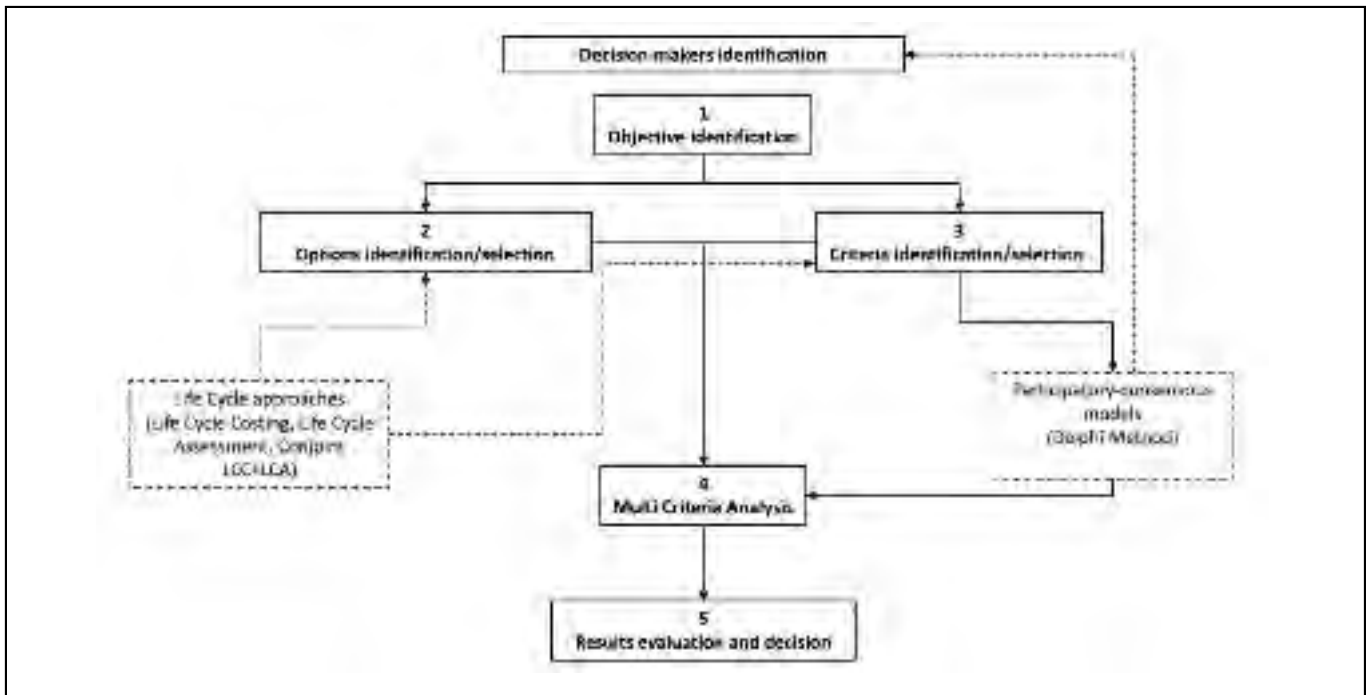 Decision-makers identification
1
Objective identification
2
Options identification/selection
3
Criteria identification/selection
Life Cycle approaches
(Life Cycle Costing, Life Cycle
Assessment, Conjoint
LCC+LCA)
Participatory-consensus
models
(Delphi Method)
4
Multi Criteria Analysis
5
Results evaluation and decision